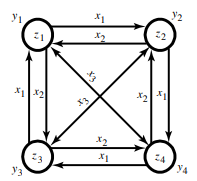 y₁ x₁ y₂
z₁ x₂ z₂
x₃
x₁ x₂ x₂ x₁
x₃
z₃ x₂ z₄
y₃ x₁ y₄